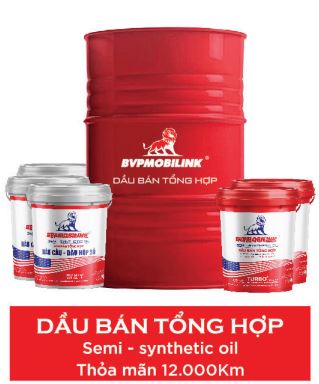 BVPMOBILINK®
DẦU BÁN TỔNG HỢP
BVPMOBILINK
DẦU CẦU - DẦU HỘP SỐ
BVPMOBILINK
DẦU BÁN TỔNG HỢP
TURBO
DẦU BÁN TỔNG HỢP
Semi - synthetic oil
Thỏa mãn 12.000Km